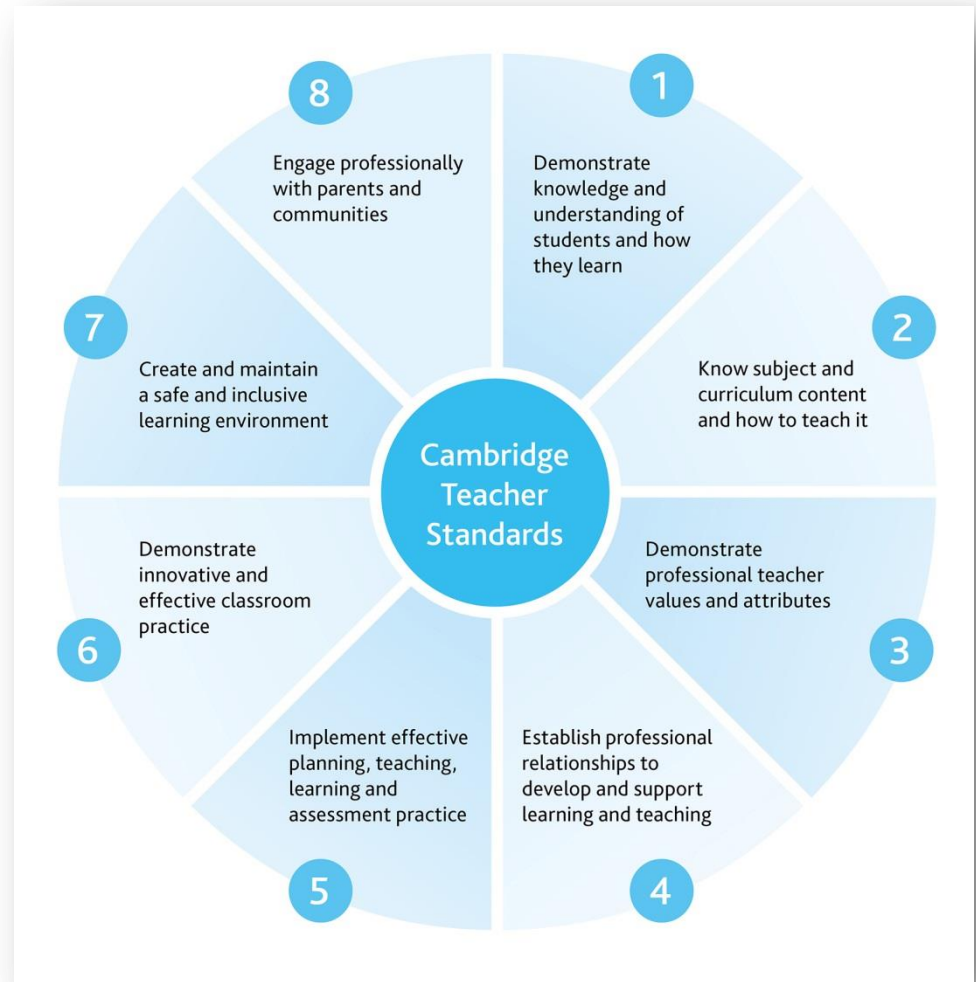 Cambridge
Teacher
Standards
1
Demonstrate
knowledge and
understanding of
students and how
they learn
2
Know subject and
curriculum content
and how to teach it
3
Demonstrate
professional teacher
values and attributes
4
Establish professional
relationships to
develop and support
learning and teaching
5
Implement effective
planning, teaching,
learning and
assessment practice
6
Demonstrate
innovative and
effective classroom
practice
7
Create and maintain
a safe and inclusive
learning environment
8
Engage professionally
with parents and
communities